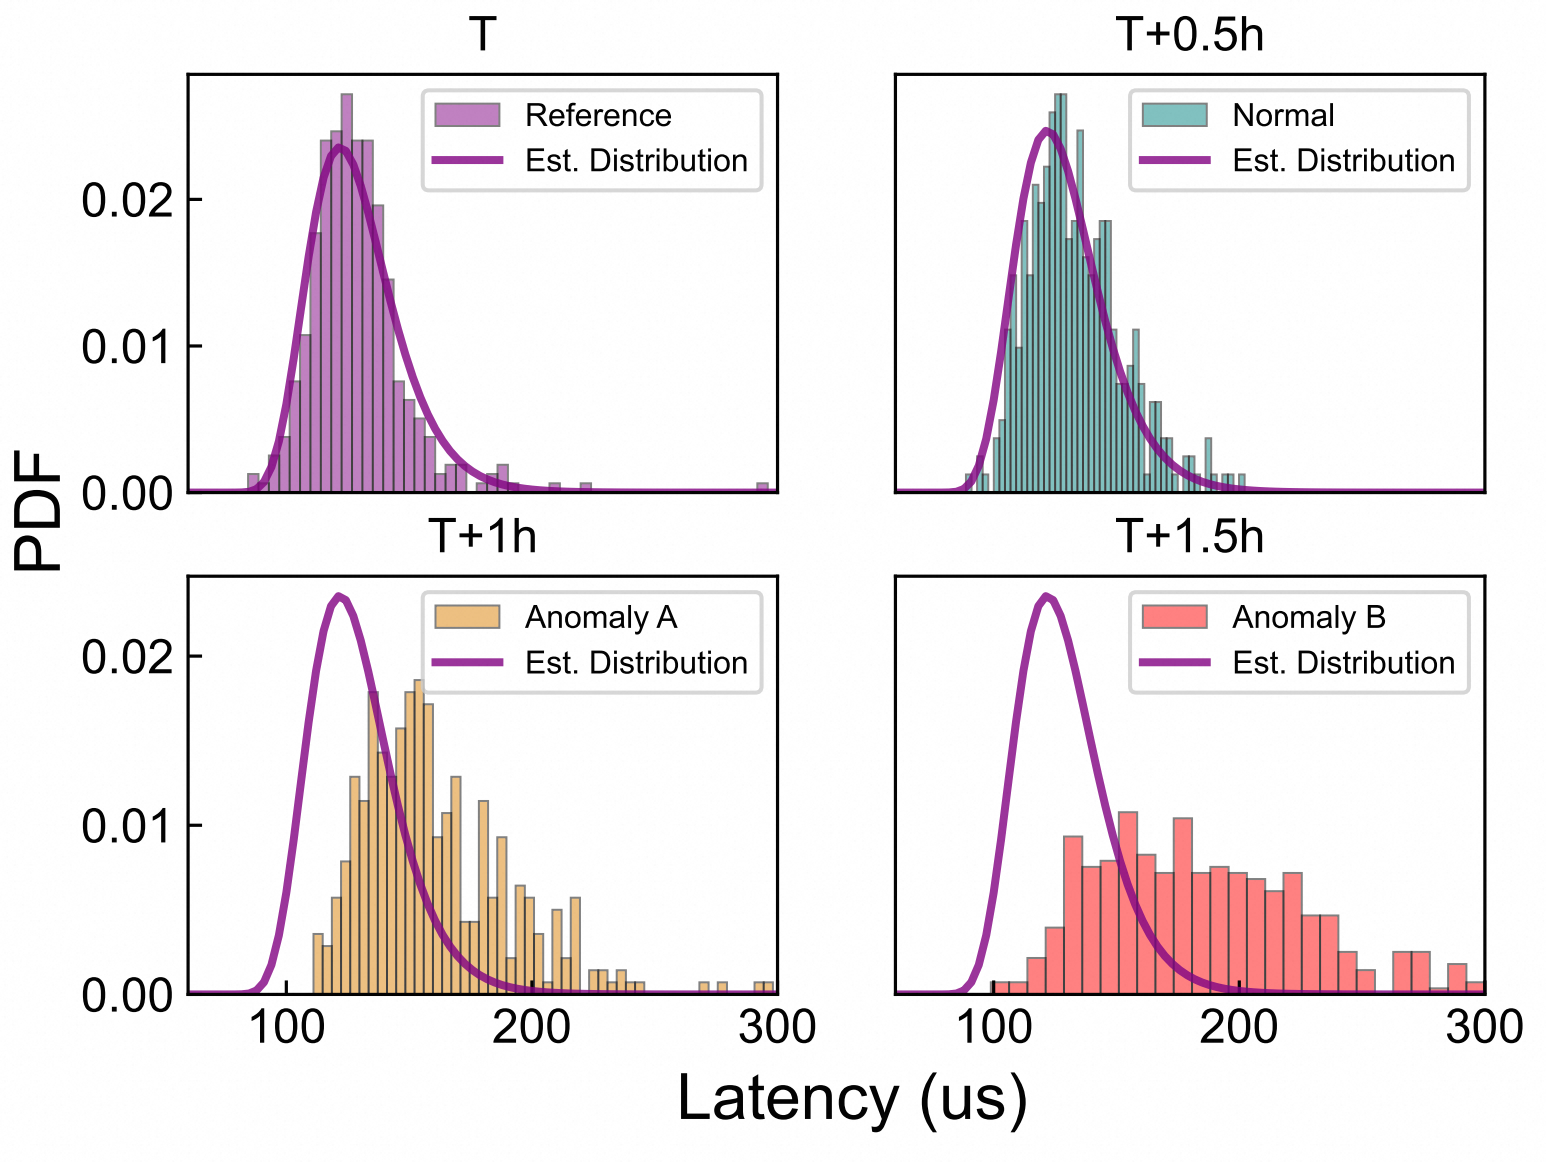 T
T+0.5h
Reference
Est. Distribution
Normal
Est. Distribution
0.02
0.01
0.00
PDF
T+1h
T+1.5h
Anomaly A
Est. Distribution
Anomaly B
Est. Distribution
0.02
0.01
0.00
100
200
300
100
200
300
Latency (us)